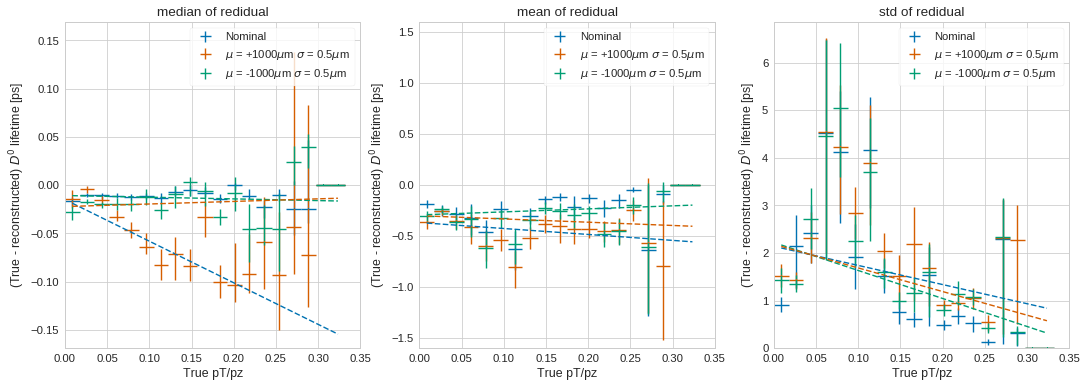 median of redidual
Nominal
μ = +1000μm σ = 0.5μm
μ = -1000μm σ = 0.5μm
(True - reconstructed) D⁰ lifetime [ps]
0.15
0.10
0.05
0.00
−0.05
−0.10
−0.15
0.00 0.05 0.10 0.15 0.20 0.25 0.30 0.35
True pT/pz
mean of redidual
Nominal
μ = +1000μm σ = 0.5μm
μ = -1000μm σ = 0.5μm
(True - reconstructed) D⁰ lifetime [ps]
1.5
1.0
0.5
0.0
−0.5
−1.0
−1.5
0.00 0.05 0.10 0.15 0.20 0.25 0.30 0.35
True pT/pz
std of redidual
Nominal
μ = +1000μm σ = 0.5μm
μ = -1000μm σ = 0.5μm
(True - reconstructed) D⁰ lifetime [ps]
6
5
4
3
2
1
0
0.00 0.05 0.10 0.15 0.20 0.25 0.30 0.35
True pT/pz